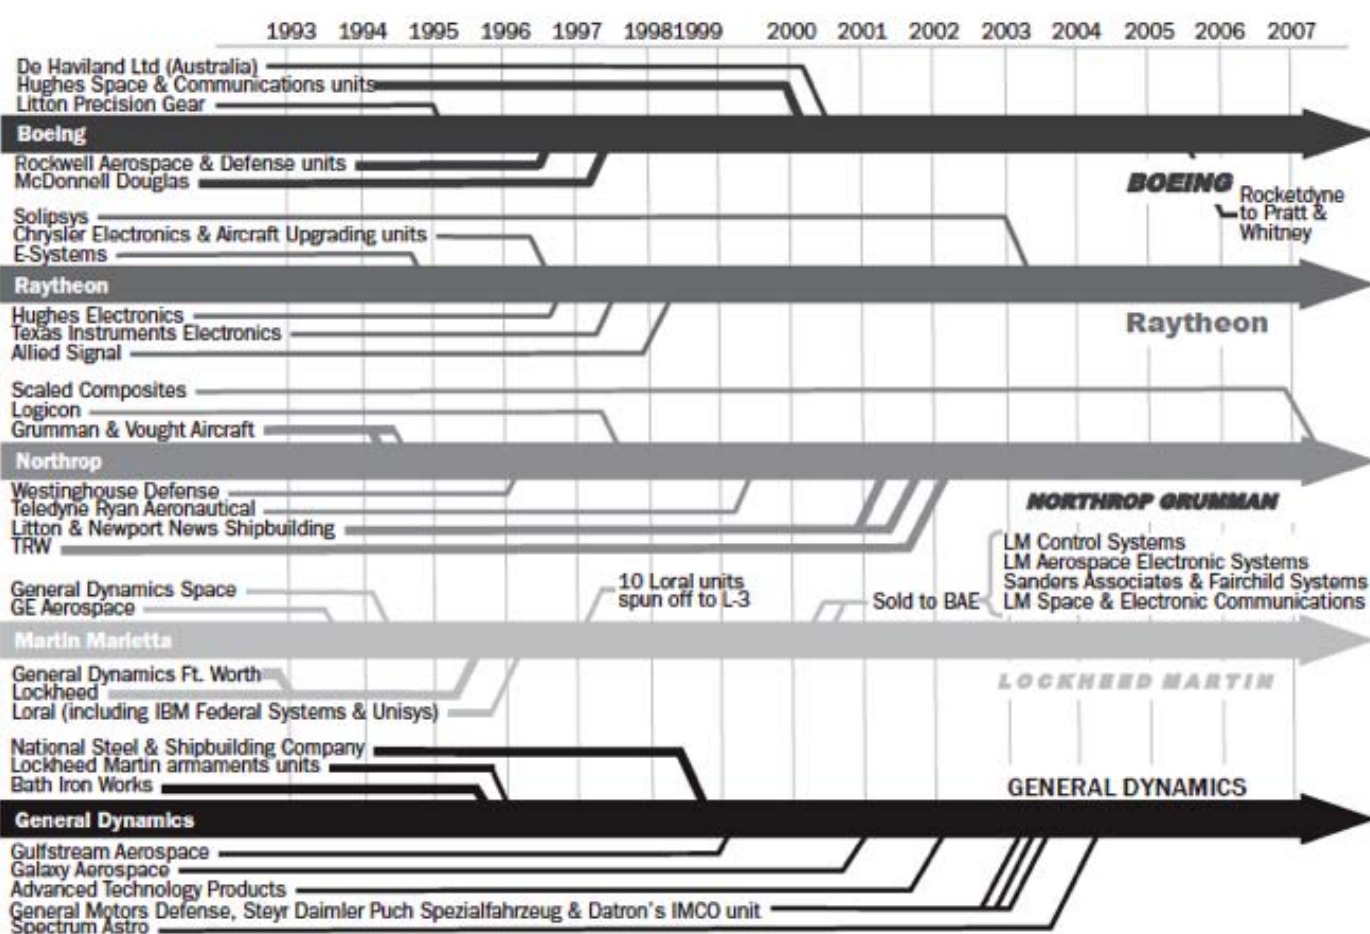 1993 1994 1995 1996 1997 1998 1999 2000 2001 2002 2003 2004 2005 2006 2007
De Haviland Ltd (Australia)
Hughes Space & Communications units
Litton Precision Gear
Boeing
Rockwell Aerospace & Defense units
McDonnell Douglas
BOEING
Rocketdyne
to Pratt &
Whitney
Solipsys
Chrysler Electronics & Aircraft Upgrading units
E-Systems
Raytheon
Hughes Electronics
Texas Instruments Electronics
Allied Signal
Raytheon
Scaled Composites
Logicon
Grumman & Vought Aircraft
Northrop
Westinghouse Defense
Teledyne Ryan Aeronautical
Litton & Newport News Shipbuilding
TRW
NORTHROP GRUMMAN
General Dynamics Space
GE Aerospace
10 Loral units
spun off to L-3
Sold to BAE
LM Control Systems
LM Aerospace Electronic Systems
Sanders Associates & Fairchild Systems
LM Space & Electronic Communications
Martin Marietta
General Dynamics Ft. Worth
Lockheed
Loral (including IBM Federal Systems & Unisys)
LOCKHEED MARTIN
National Steel & Shipbuilding Company
Lockheed Martin armaments units
Bath Iron Works
GENERAL DYNAMICS
General Dynamics
Gulfstream Aerospace
Galaxy Aerospace
Advanced Technology Products
General Motors Defense, Steyr Daimler Puch Spezialfahrzeug & Datron's IMCO unit
Spectrum Astro